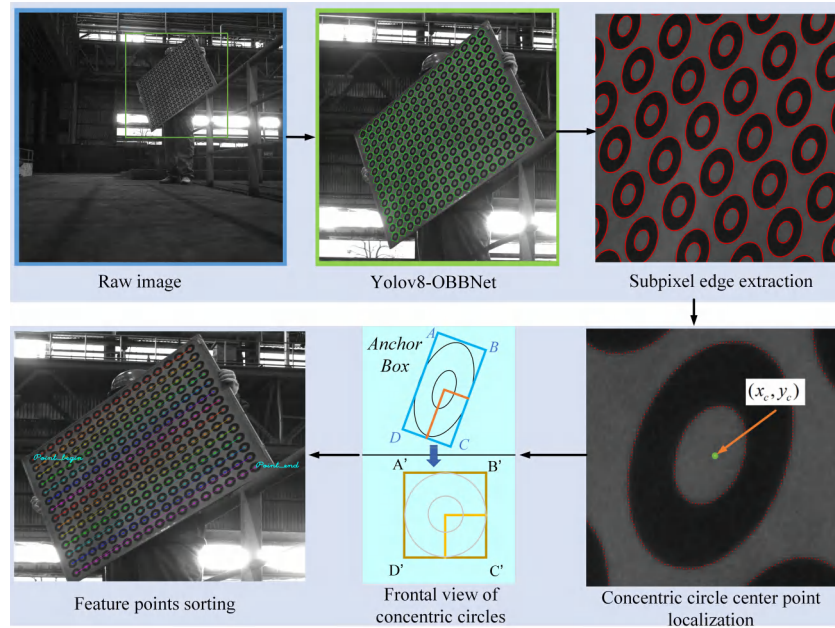 Raw image
Yolov8-OBBNet
Subpixel edge extraction
Anchor
Box
A
B
D
C
A'
B'
D'
C'
(x_c, y_c)
Point_begin
Point_end
Feature points sorting
Frontal view of
concentric circles
Concentric circle center point
localization